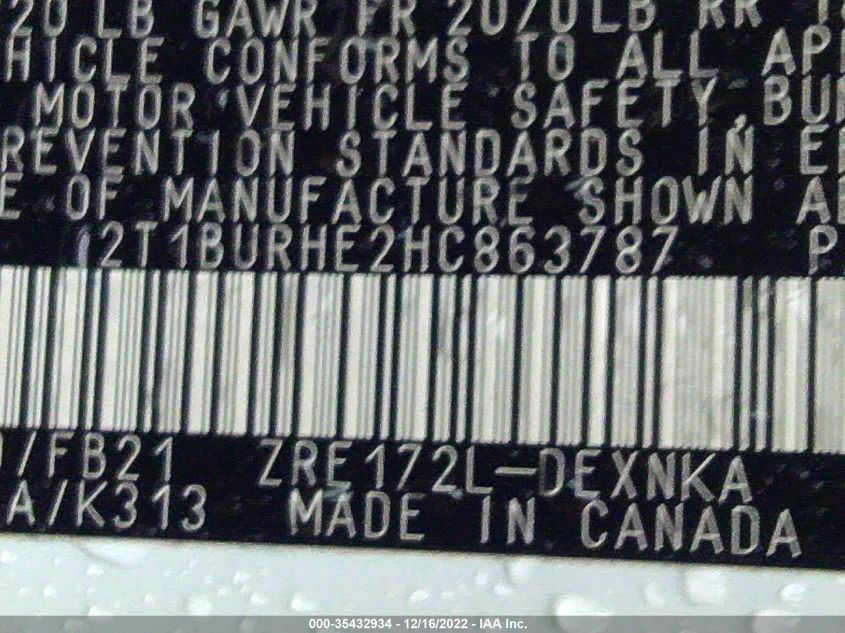 20 LB GAWR FR 2070LB RR
HICLE CONFORMS TO ALL AP
MOTOR VEHICLE SAFETY, BU
REVENTION STANDARDS IN E
E OF MANUFACTURE SHOWN A
2T1BURHE2HC863787 P
/FB21 ZRE172L-DEXNKA
A/K313 MADE IN CANADA
000-35432934 - 12/16/2022 - IAA Inc.